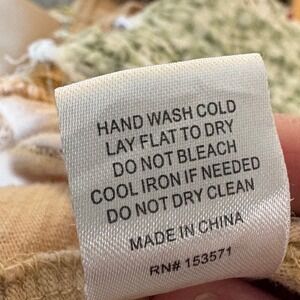 HAND WASH COLD
LAY FLAT TO DRY
DO NOT BLEACH
COOL IRON IF NEEDED
DO NOT DRY CLEAN
MADE IN CHINA
RN# 153571